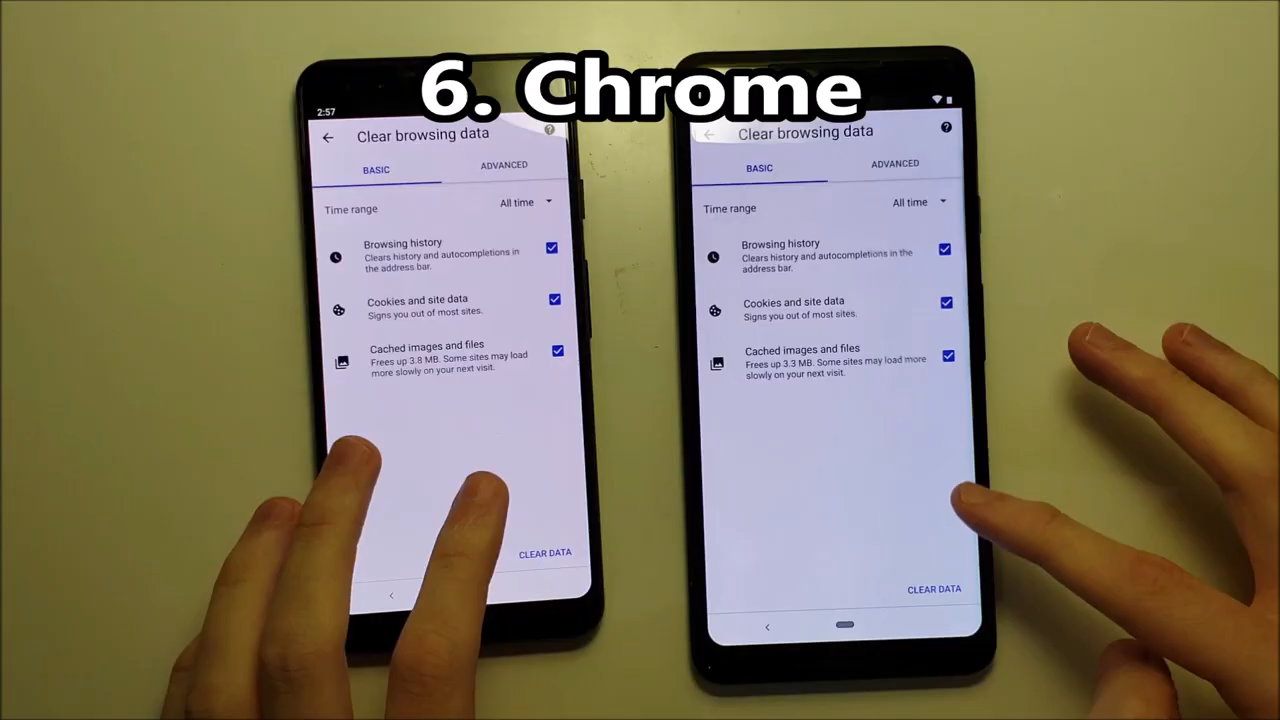 6. Chrome
2:57
Clear browsing data
BASIC
ADVANCED
Time range
All time
Browsing history
Clears history and autocompletions in
the address bar.
Cookies and site data
Signs you out of most sites.
Cached images and files
Frees up 3.8 MB. Some sites may load
more slowly on your next visit.
CLEAR DATA
Clear browsing data
BASIC
ADVANCED
Time range
All time
Browsing history
Clears history and autocompletions in the
address bar.
Cookies and site data
Signs you out of most sites.
Cached images and files
Frees up 3.3 MB. Some sites may load more
slowly on your next visit.
CLEAR DATA